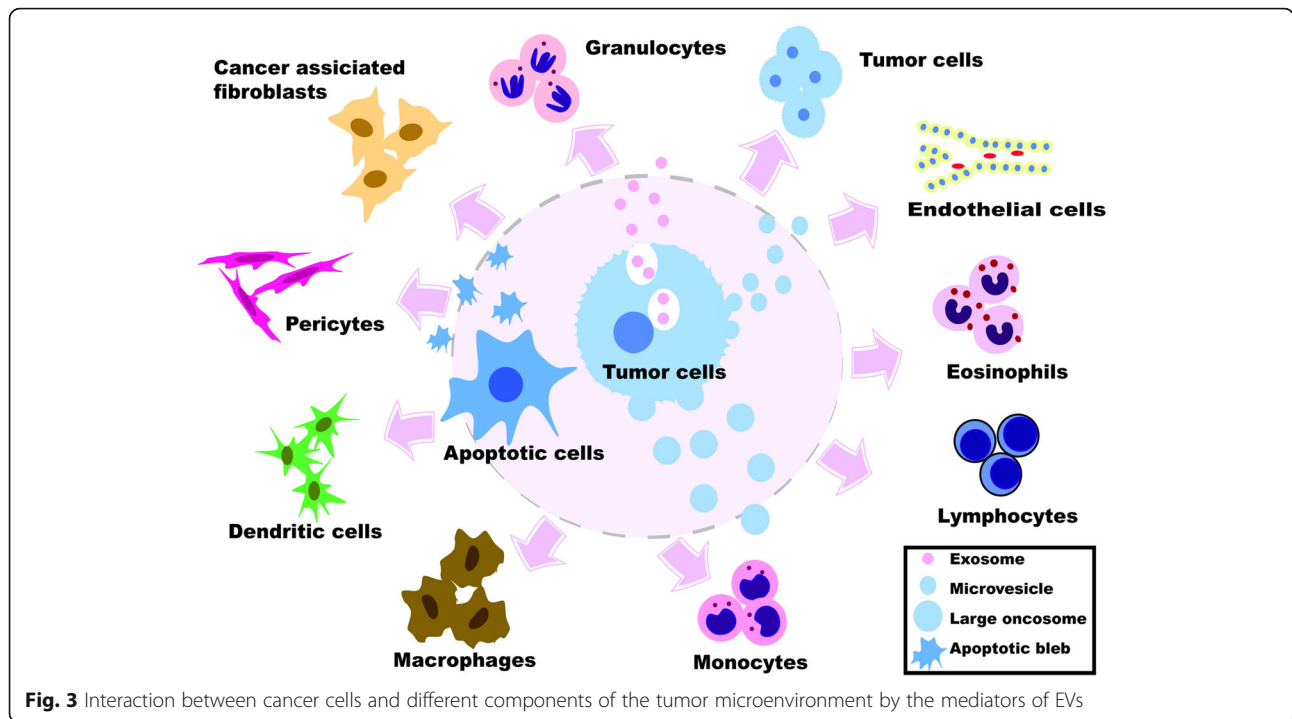 Granulocytes
Tumor cells
Cancer assiciated
fibroblasts
Endothelial cells
Pericytes
Tumor cells
Eosinophils
Apoptotic cells
Dendritic cells
Lymphocytes
Macrophages
Monocytes
Exosome
Microvesicle
Large oncosome
Apoptotic bleb
Fig. 3 Interaction between cancer cells and different components of the tumor microenvironment by the mediators of EVs